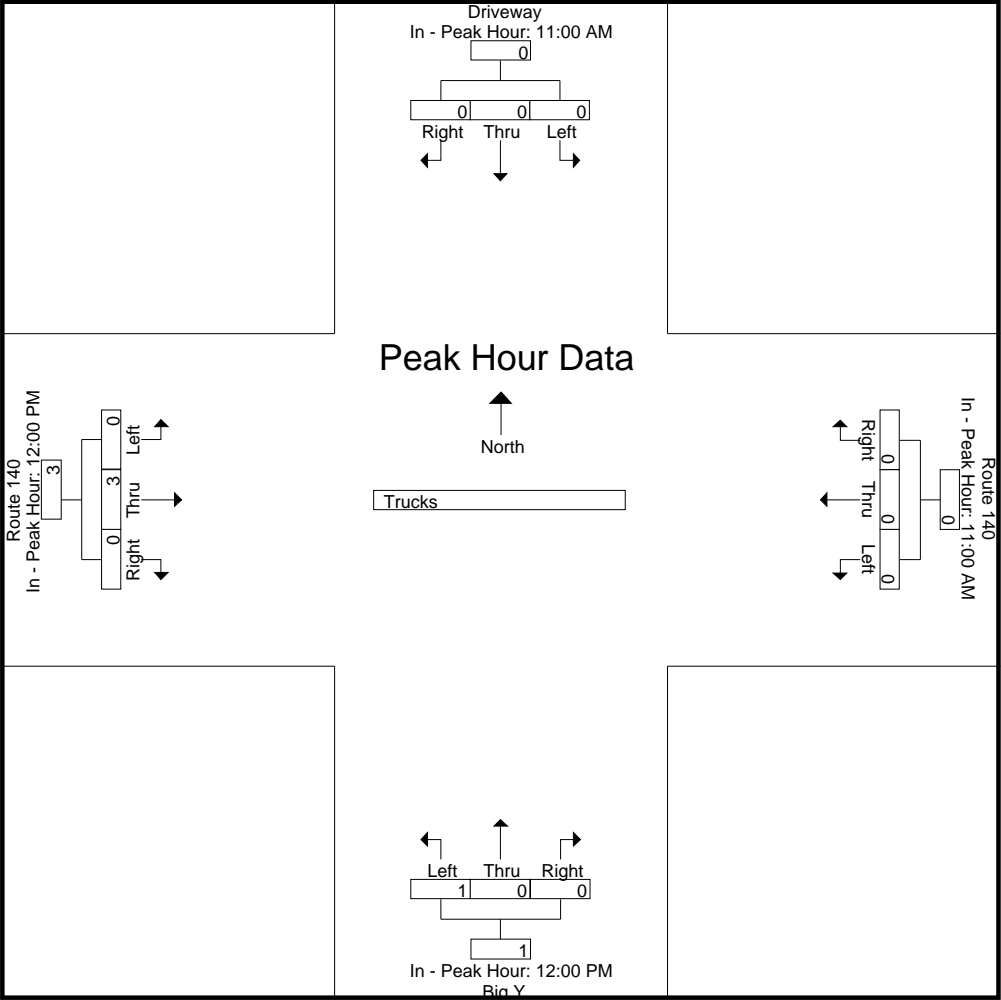 Driveway
In - Peak Hour: 11:00 AM
0
0 0 0
Right Thru Left
Peak Hour Data
North
Trucks
Route 140
In - Peak Hour: 12:00 PM
3
0 3 0
Left Thru Right
Route 140
In - Peak Hour: 11:00 AM
0
0 0 0
Right Thru Left
Left Thru Right
1 0 0
1
In - Peak Hour: 12:00 PM
Big Y